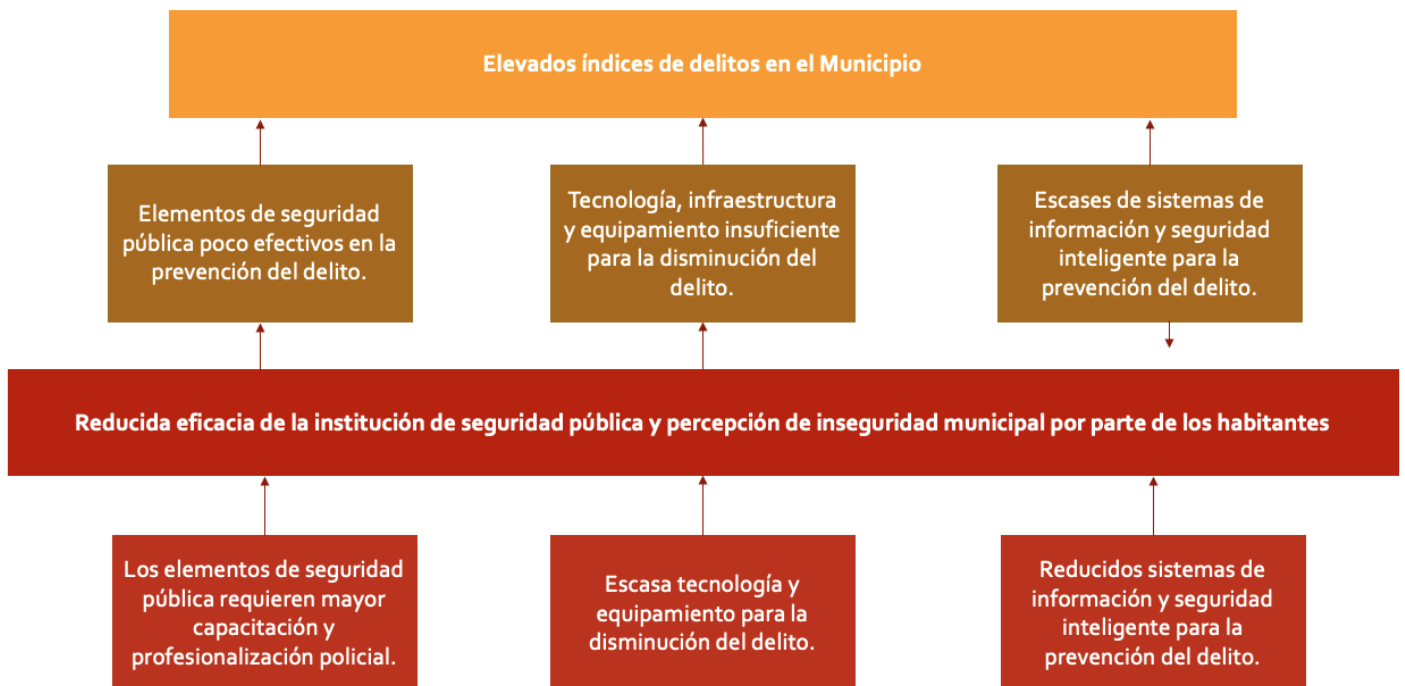 Elevados índices de delitos en el Municipio
Elementos de seguridad
pública poco efectivos en la
prevención del delito.
Tecnología, infraestructura
y equipamiento insuficiente
para la disminución del
delito.
Escases de sistemas de
información y seguridad
inteligente para la
prevención del delito.
Reducida eficacia de la institución de seguridad pública y percepción de inseguridad municipal por parte de los habitantes
Los elementos de seguridad
pública requieren mayor
capacitación y
profesionalización policial.
Escasa tecnología y
equipamiento para la
disminución del delito.
Reducidos sistemas de
información y seguridad
inteligente para la
prevención del delito.